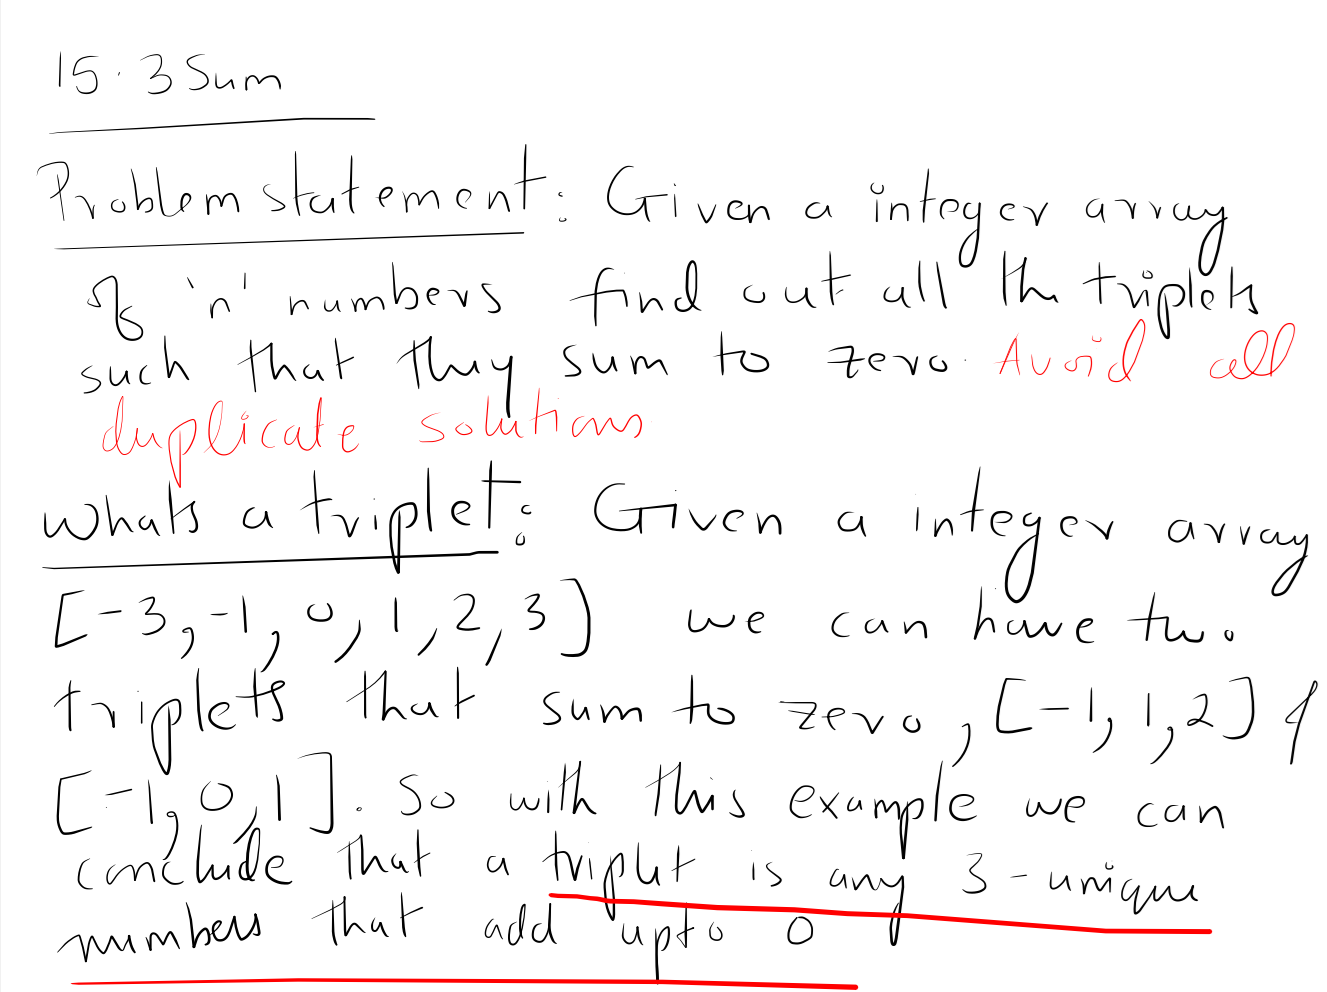 15. 3Sum
Problem statement: Given a integer array
of 'n' numbers find out all the triplets
such that they sum to zero. Avoid all
duplicate solutions
Whats a triplet: Given a integer array
[-3, -1, 0, 1, 2, 3] we can have two
triplets that sum to zero, [-1, 1, 2] &
[-1, 0, 1]. So with this example we can
conclude that a triplet is any 3-unique
numbers that add upto 0